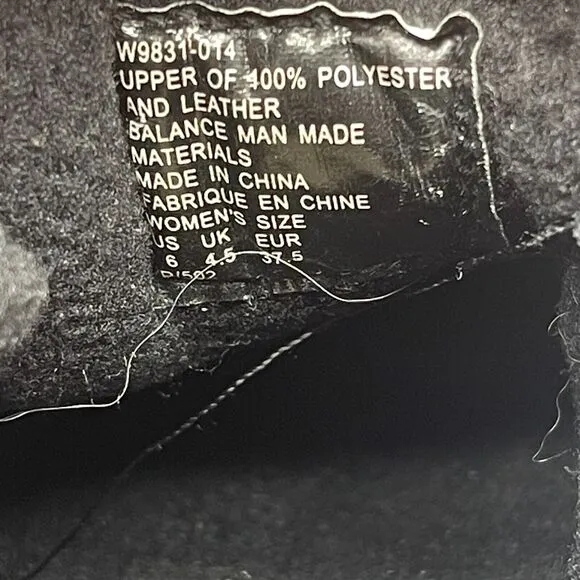 W9831-014
UPPER OF 100% POLYESTER
AND LEATHER
BALANCE MAN MADE
MATERIALS
MADE IN CHINA
FABRIQUE EN CHINE
WOMEN'S SIZE
US UK EUR
6 4.5 37.5